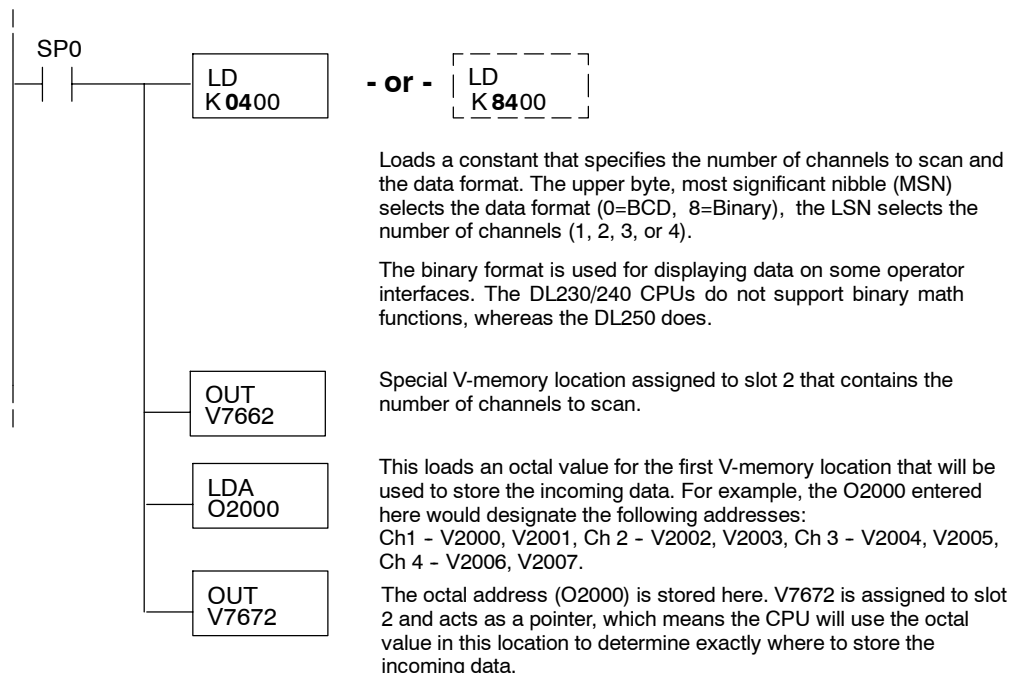 SP0
LD
K 0400
- or -
LD
K 8400
Loads a constant that specifies the number of channels to scan and
the data format. The upper byte, most significant nibble (MSN)
selects the data format (0=BCD, 8=Binary), the LSN selects the
number of channels (1, 2, 3, or 4).
The binary format is used for displaying data on some operator
interfaces. The DL230/240 CPUs do not support binary math
functions, whereas the DL250 does.
OUT
V7662
Special V-memory location assigned to slot 2 that contains the
number of channels to scan.
LDA
O2000
This loads an octal value for the first V-memory location that will be
used to store the incoming data. For example, the O2000 entered
here would designate the following addresses:
Ch1 - V2000, V2001, Ch 2 - V2002, V2003, Ch 3 - V2004, V2005,
Ch 4 - V2006, V2007.
OUT
V7672
The octal address (O2000) is stored here. V7672 is assigned to slot
2 and acts as a pointer, which means the CPU will use the octal
value in this location to determine exactly where to store the
incoming data.